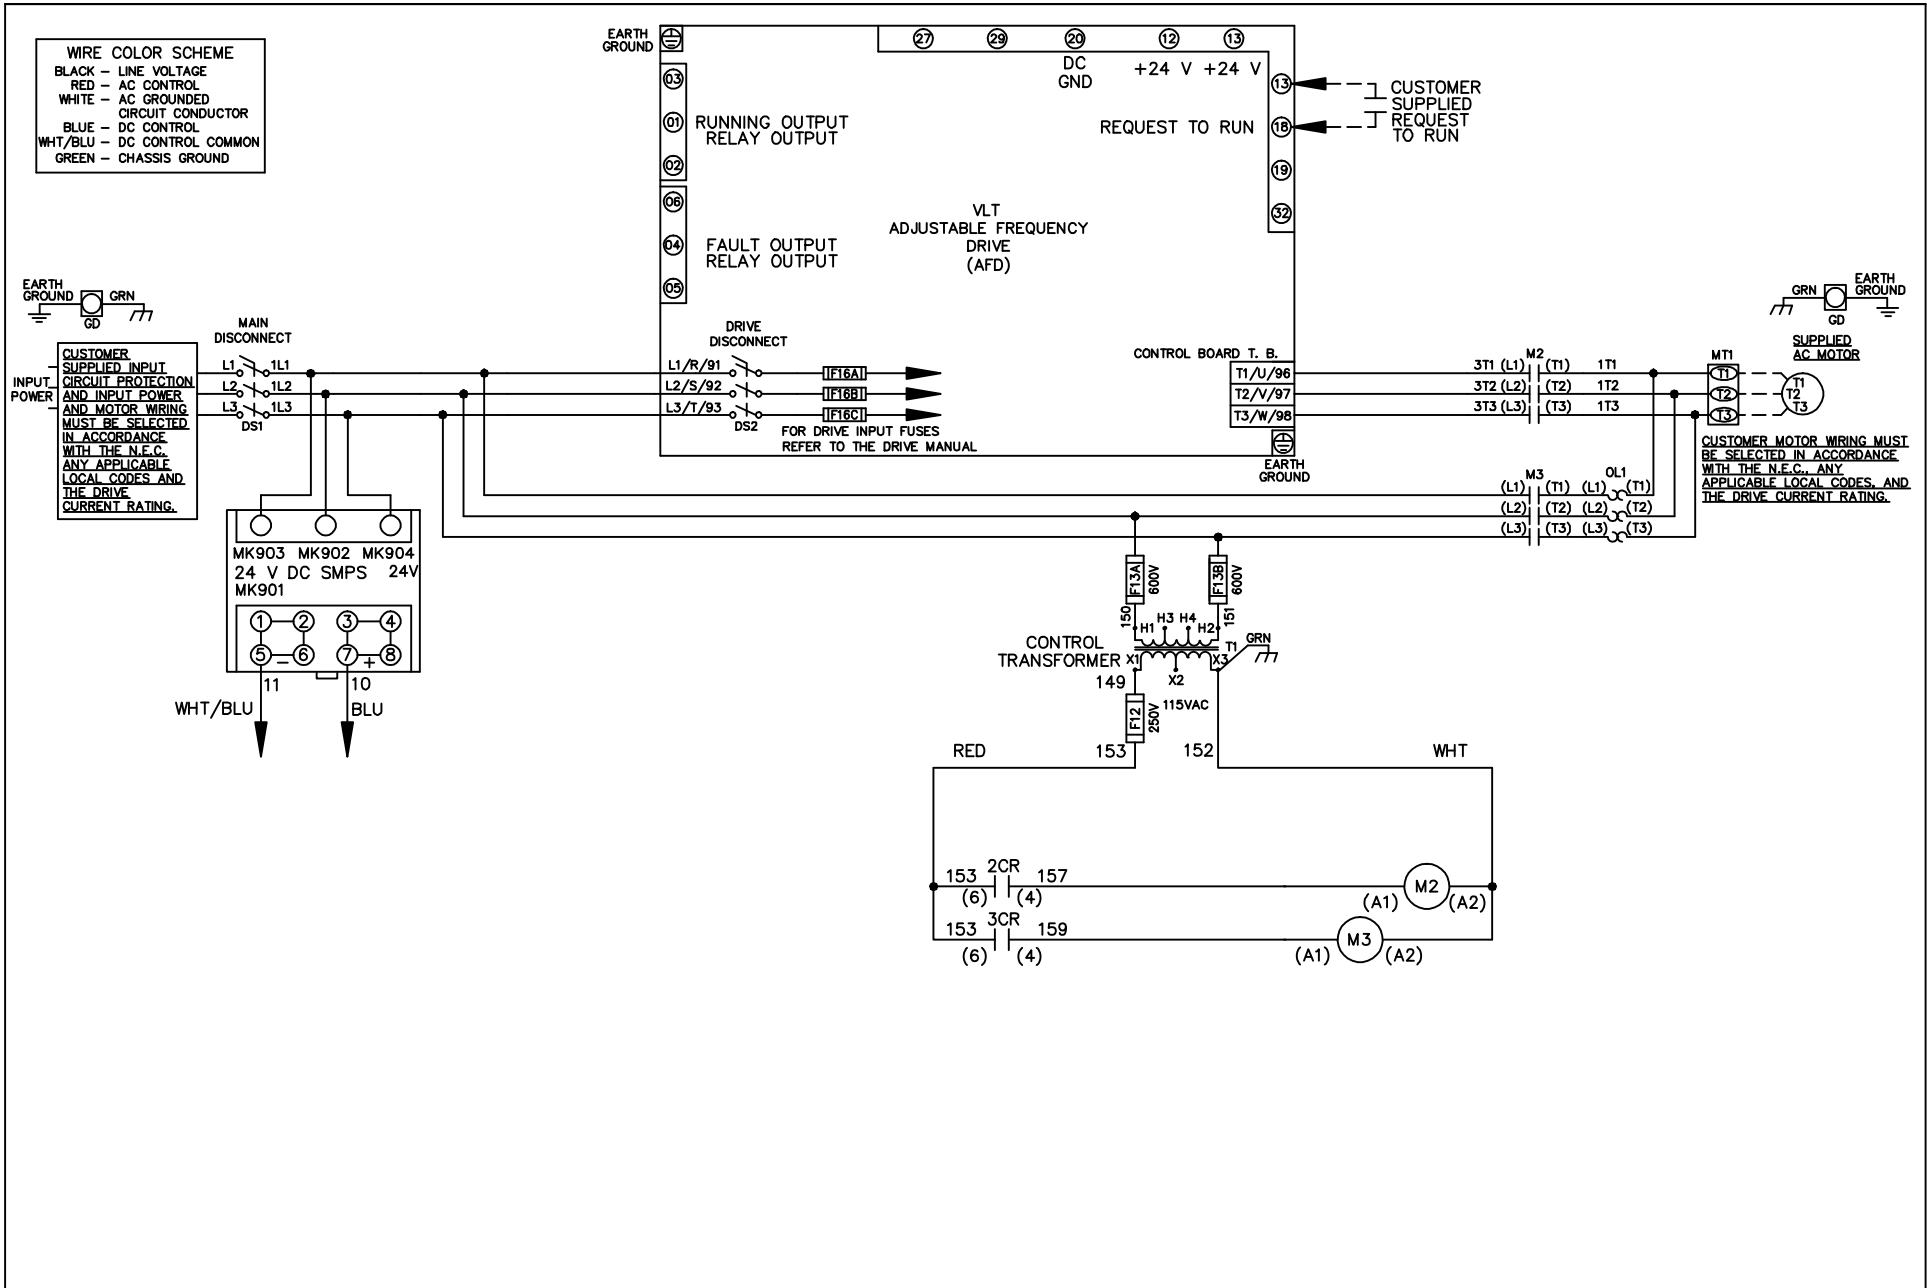 WIRE COLOR SCHEME
BLACK – LINE VOLTAGE
RED – AC CONTROL
WHITE – AC GROUNDED
CIRCUIT CONDUCTOR
BLUE – DC CONTROL
WHT/BLU – DC CONTROL COMMON
GREEN – CHASSIS GROUND
EARTH
GROUND
03
01
02
RUNNING OUTPUT
RELAY OUTPUT
06
04
05
FAULT OUTPUT
RELAY OUTPUT
27
29
20
12
13
DC
GND
+24 V
+24 V
13
18
19
32
REQUEST TO RUN
CUSTOMER
SUPPLIED
REQUEST
TO RUN
VLT
ADJUSTABLE FREQUENCY
DRIVE
(AFD)
EARTH
GROUND
GRN
GD
INPUT
POWER
CUSTOMER
SUPPLIED INPUT
CIRCUIT PROTECTION
AND INPUT POWER
AND MOTOR WIRING
MUST BE SELECTED
IN ACCORDANCE
WITH THE N.E.C.
ANY APPLICABLE
LOCAL CODES AND
THE DRIVE
CURRENT RATING.
MAIN
DISCONNECT
L1 1L1
L2 1L2
L3 1L3
DS1
DRIVE
DISCONNECT
L1/R/91
L2/S/92
L3/T/93
DS2
F16A
F16B
F16C
FOR DRIVE INPUT FUSES
REFER TO THE DRIVE MANUAL
CONTROL BOARD T. B.
T1/U/96
T2/V/97
T3/W/98
EARTH
GROUND
M2
3T1 (L1) (T1) 1T1
3T2 (L2) (T2) 1T2
3T3 (L3) (T3) 1T3
MT1
T1
T2
T3
GRN
GD
EARTH
GROUND
SUPPLIED
AC MOTOR
T1
T2
T3
CUSTOMER MOTOR WIRING MUST
BE SELECTED IN ACCORDANCE
WITH THE N.E.C., ANY
APPLICABLE LOCAL CODES, AND
THE DRIVE CURRENT RATING.
M3 OL1
(L1) (T1) (L1) (T1)
(L2) (T2) (L2) (T2)
(L3) (T3) (L3) (T3)
MK903 MK902 MK904
24 V DC SMPS 24V
MK901
1 2 3 4
5 – 6 7 + 8
11
10
WHT/BLU
BLU
F13A
600V
F13B
600V
150
151
H1 H3 H4 H2
CONTROL
TRANSFORMER
T1
GRN
X1
X2
X3
149
F12
250V
115VAC
RED
153
152
WHT
2CR
153 157
(6) (4)
M2
(A1) (A2)
3CR
153 159
(6) (4)
M3
(A1) (A2)